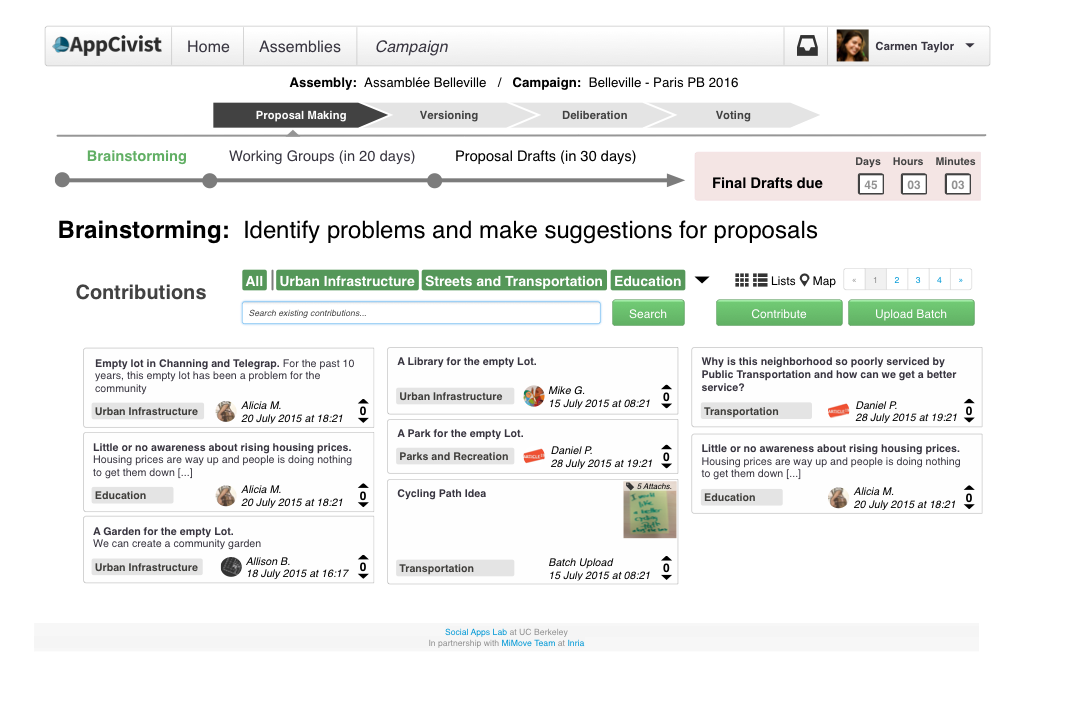 AppCivist Home Assemblies Campaign Carmen Taylor
Assembly: Assamblée Belleville / Campaign: Belleville - Paris PB 2016
Proposal Making Versioning Deliberation Voting
Brainstorming Working Groups (in 20 days) Proposal Drafts (in 30 days)
Days Hours Minutes
Final Drafts due 45 03 03
Brainstorming: Identify problems and make suggestions for proposals
Contributions
All | Urban Infrastructure Streets and Transportation Education
Lists Map « 1 2 3 4 »
Search existing contributions... Search Contribute Upload Batch
Empty lot in Channing and Telegrap. For the past 10
years, this empty lot has been a problem for the
community
Urban Infrastructure Alicia M.
20 July 2015 at 18:21 0
Little or no awareness about rising housing prices.
Housing prices are way up and people is doing nothing
to get them down [...]
Education Alicia M.
20 July 2015 at 18:21 0
A Garden for the empty Lot.
We can create a community garden
Urban Infrastructure Allison B.
18 July 2015 at 16:17 0
A Library for the empty Lot.
Urban Infrastructure Mike G.
15 July 2015 at 08:21 0
A Park for the empty Lot.
Parks and Recreation Daniel P.
28 July 2015 at 19:21 0
Cycling Path Idea
5 Attachs.
I would
like
a better
cycling
path
Transportation Batch Upload
15 July 2015 at 08:21 0
Why is this neighborhood so poorly serviced by
Public Transportation and how can we get a better
service?
Transportation Daniel P.
28 July 2015 at 19:21 0
Little or no awareness about rising housing prices.
Housing prices are way up and people is doing nothing
to get them down [...]
Education Alicia M.
20 July 2015 at 18:21 0
Social Apps Lab at UC Berkeley
In partnership with MiMove Team at Inria